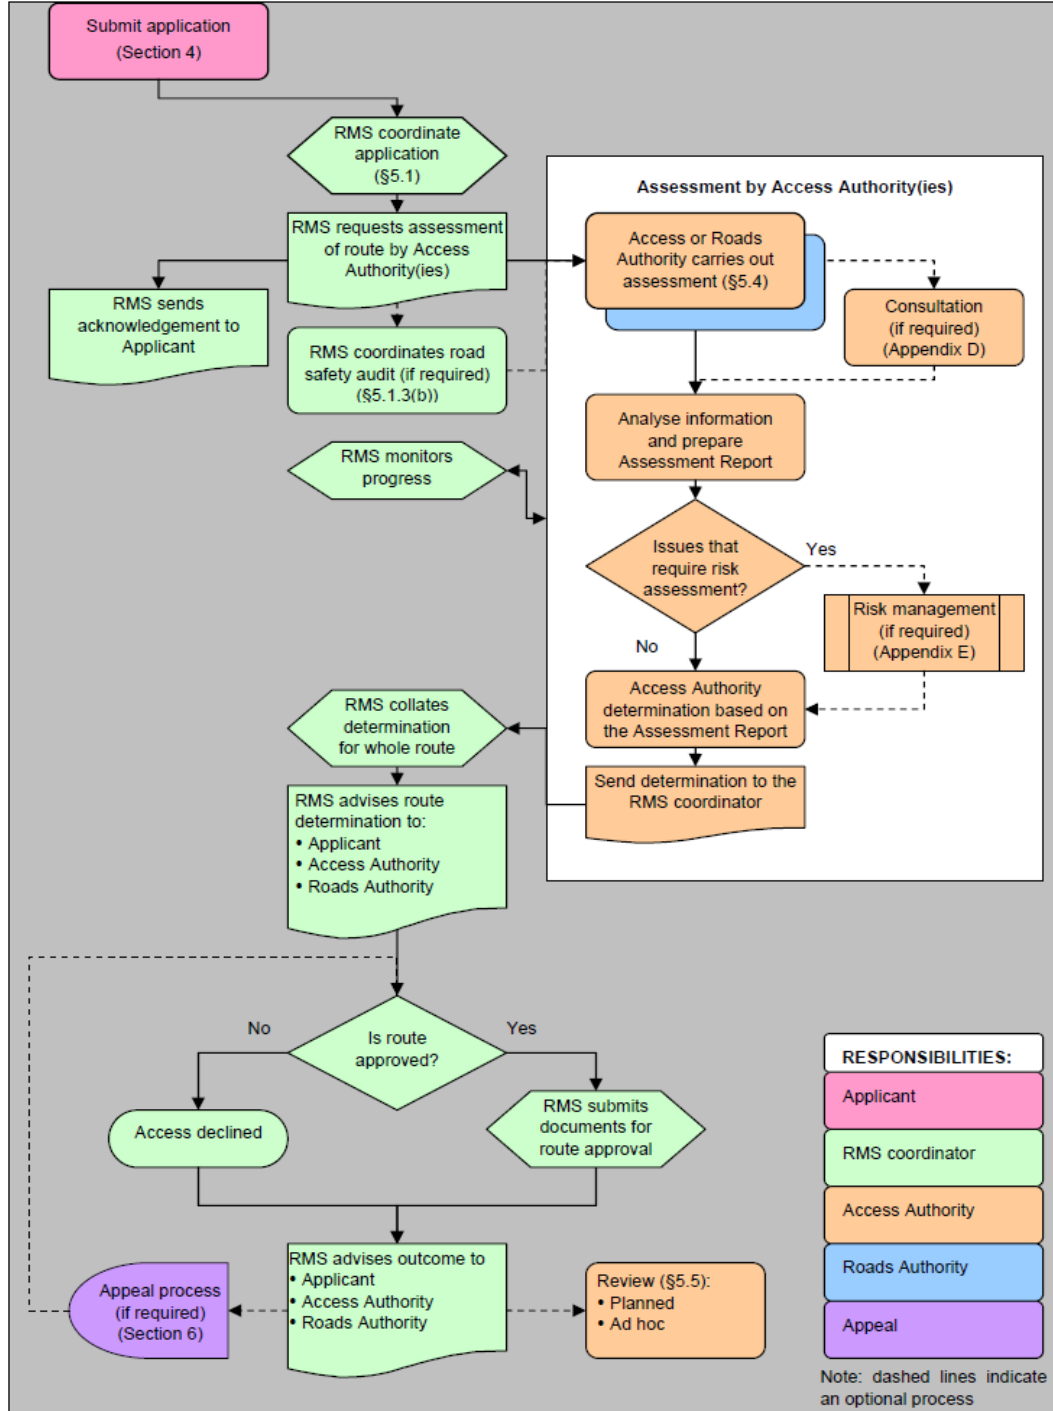 Submit application
(Section 4)
RMS coordinate
application
(§5.1)
RMS requests assessment
of route by Access
Authority(ies)
RMS sends
acknowledgement to
Applicant
RMS coordinates road
safety audit (if required)
(§5.1.3(b))
RMS monitors
progress
Assessment by Access Authority(ies)
Access or Roads
Authority carries out
assessment (§5.4)
Consultation
(if required)
(Appendix D)
Analyse information
and prepare
Assessment Report
Issues that
require risk
assessment?
Yes
No
Risk management
(if required)
(Appendix E)
Access Authority
determination based on
the Assessment Report
Send determination to the
RMS coordinator
RMS collates
determination
for whole route
RMS advises route
determination to:
• Applicant
• Access Authority
• Roads Authority
Is route
approved?
No
Yes
Access declined
RMS submits
documents for
route approval
RMS advises outcome to
• Applicant
• Access Authority
• Roads Authority
Appeal process
(if required)
(Section 6)
Review (§5.5):
• Planned
• Ad hoc
RESPONSIBILITIES:
Applicant
RMS coordinator
Access Authority
Roads Authority
Appeal
Note: dashed lines indicate
an optional process